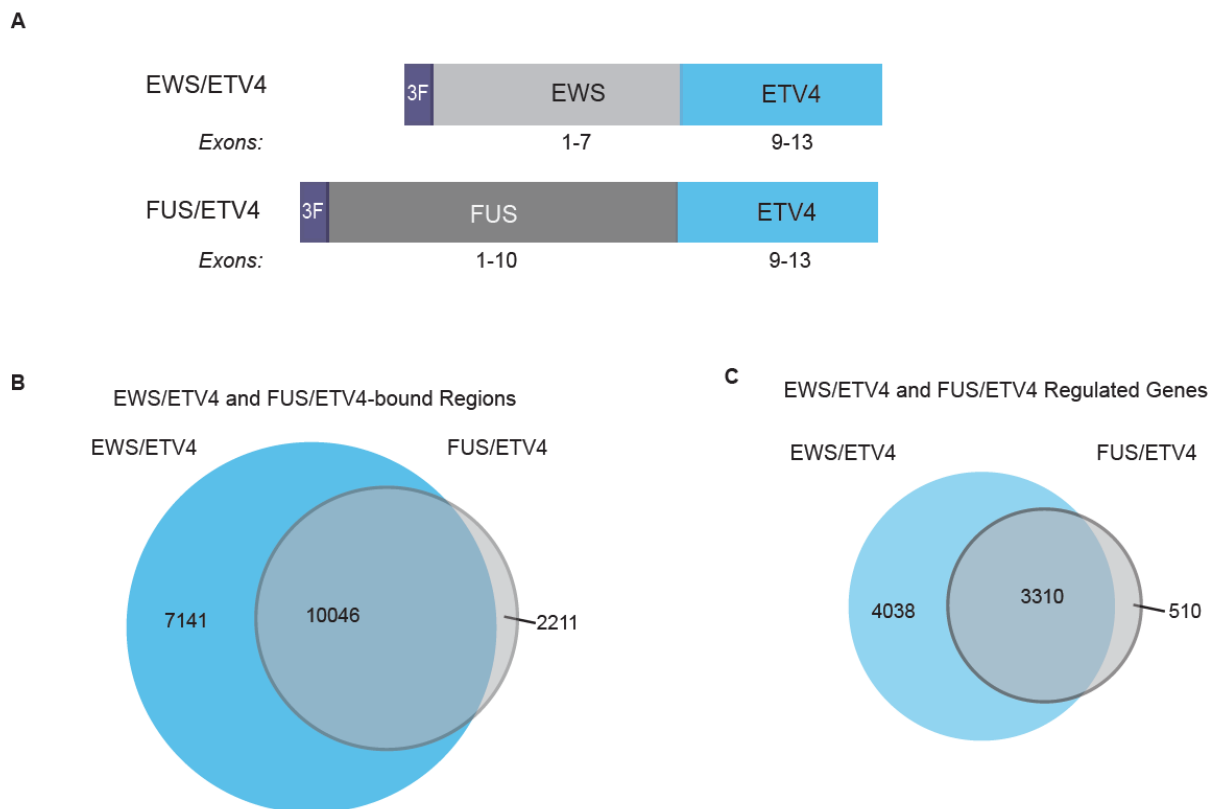 A
EWS/ETV4
3F
EWS
ETV4
Exons:
1-7
9-13
FUS/ETV4
3F
FUS
ETV4
Exons:
1-10
9-13
B
EWS/ETV4 and FUS/ETV4-bound Regions
EWS/ETV4
FUS/ETV4
7141
10046
2211
C
EWS/ETV4 and FUS/ETV4 Regulated Genes
EWS/ETV4
FUS/ETV4
4038
3310
510